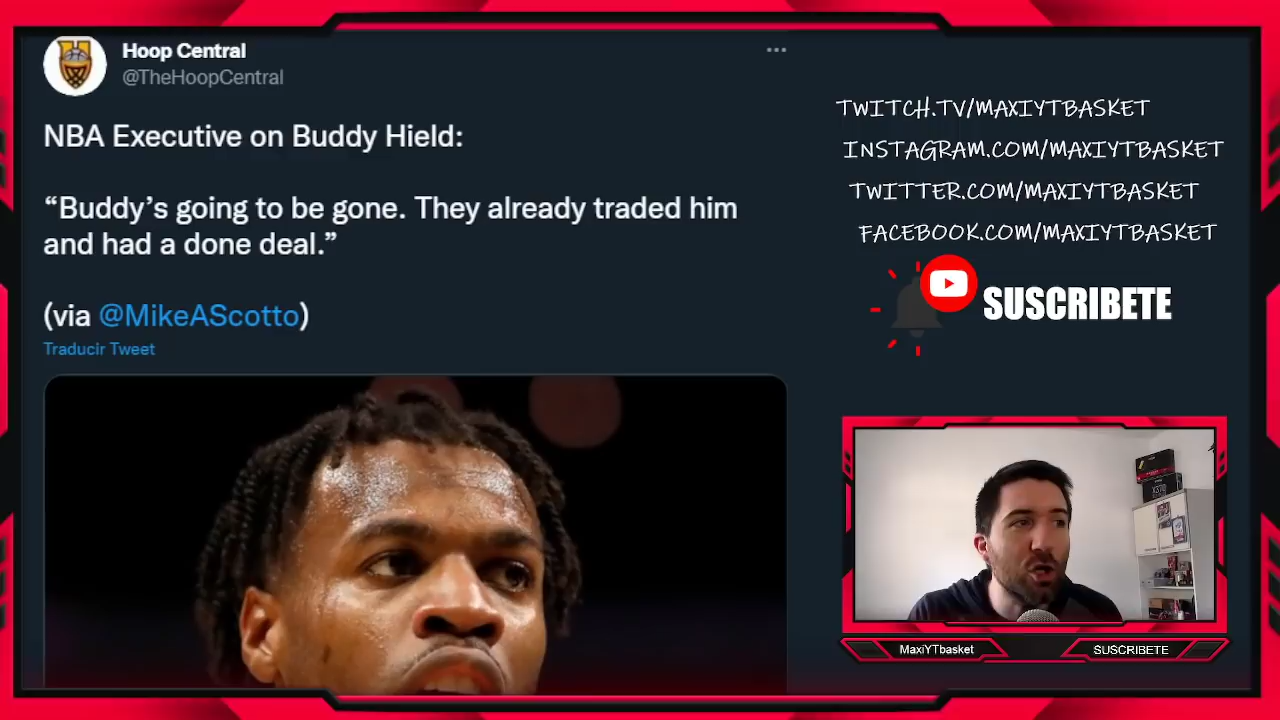 Hoop Central
@TheHoopCentral
NBA Executive on Buddy Hield:
“Buddy’s going to be gone. They already traded him
and had a done deal.”
(via @MikeAScotto)
Traducir Tweet
TWITCH.TV/MAXIYTBASKET
INSTAGRAM.COM/MAXIYTBASKET
TWITTER.COM/MAXIYTBASKET
FACEBOOK.COM/MAXIYTBASKET
SUSCRIBETE
MaxiYTbasket
SUSCRIBETE